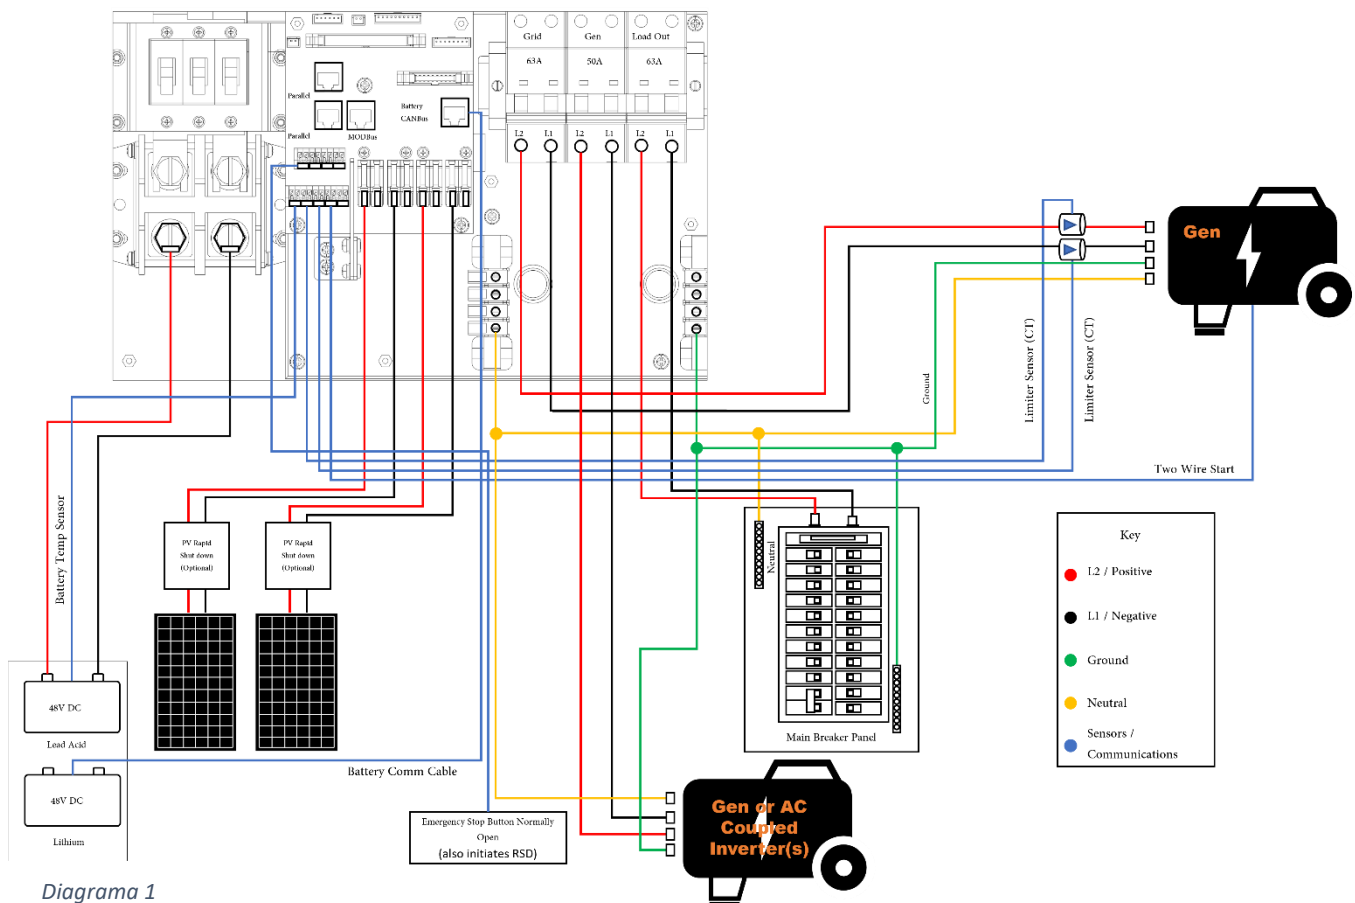 Grid
Gen
Load Out
63A
50A
63A
Parallel
Battery
CANBus
Parallel
MODBus
L2
L1
L2
L1
L2
L1
Gen
Limiter Sensor (CT)
Limiter Sensor (CT)
Ground
Two Wire Start
Battery Temp Sensor
PV Rapid
Shut down
(Optional)
PV Rapid
Shut down
(Optional)
Neutral
Key
L2 / Positive
L1 / Negative
Ground
Neutral
Sensors /
Communications
48V DC
Lead Acid
Main Breaker Panel
Battery Comm Cable
48V DC
Lithium
Emergency Stop Button Normally
Open
(also initiates RSD)
Gen or AC
Coupled
Inverter(s)
Diagrama 1